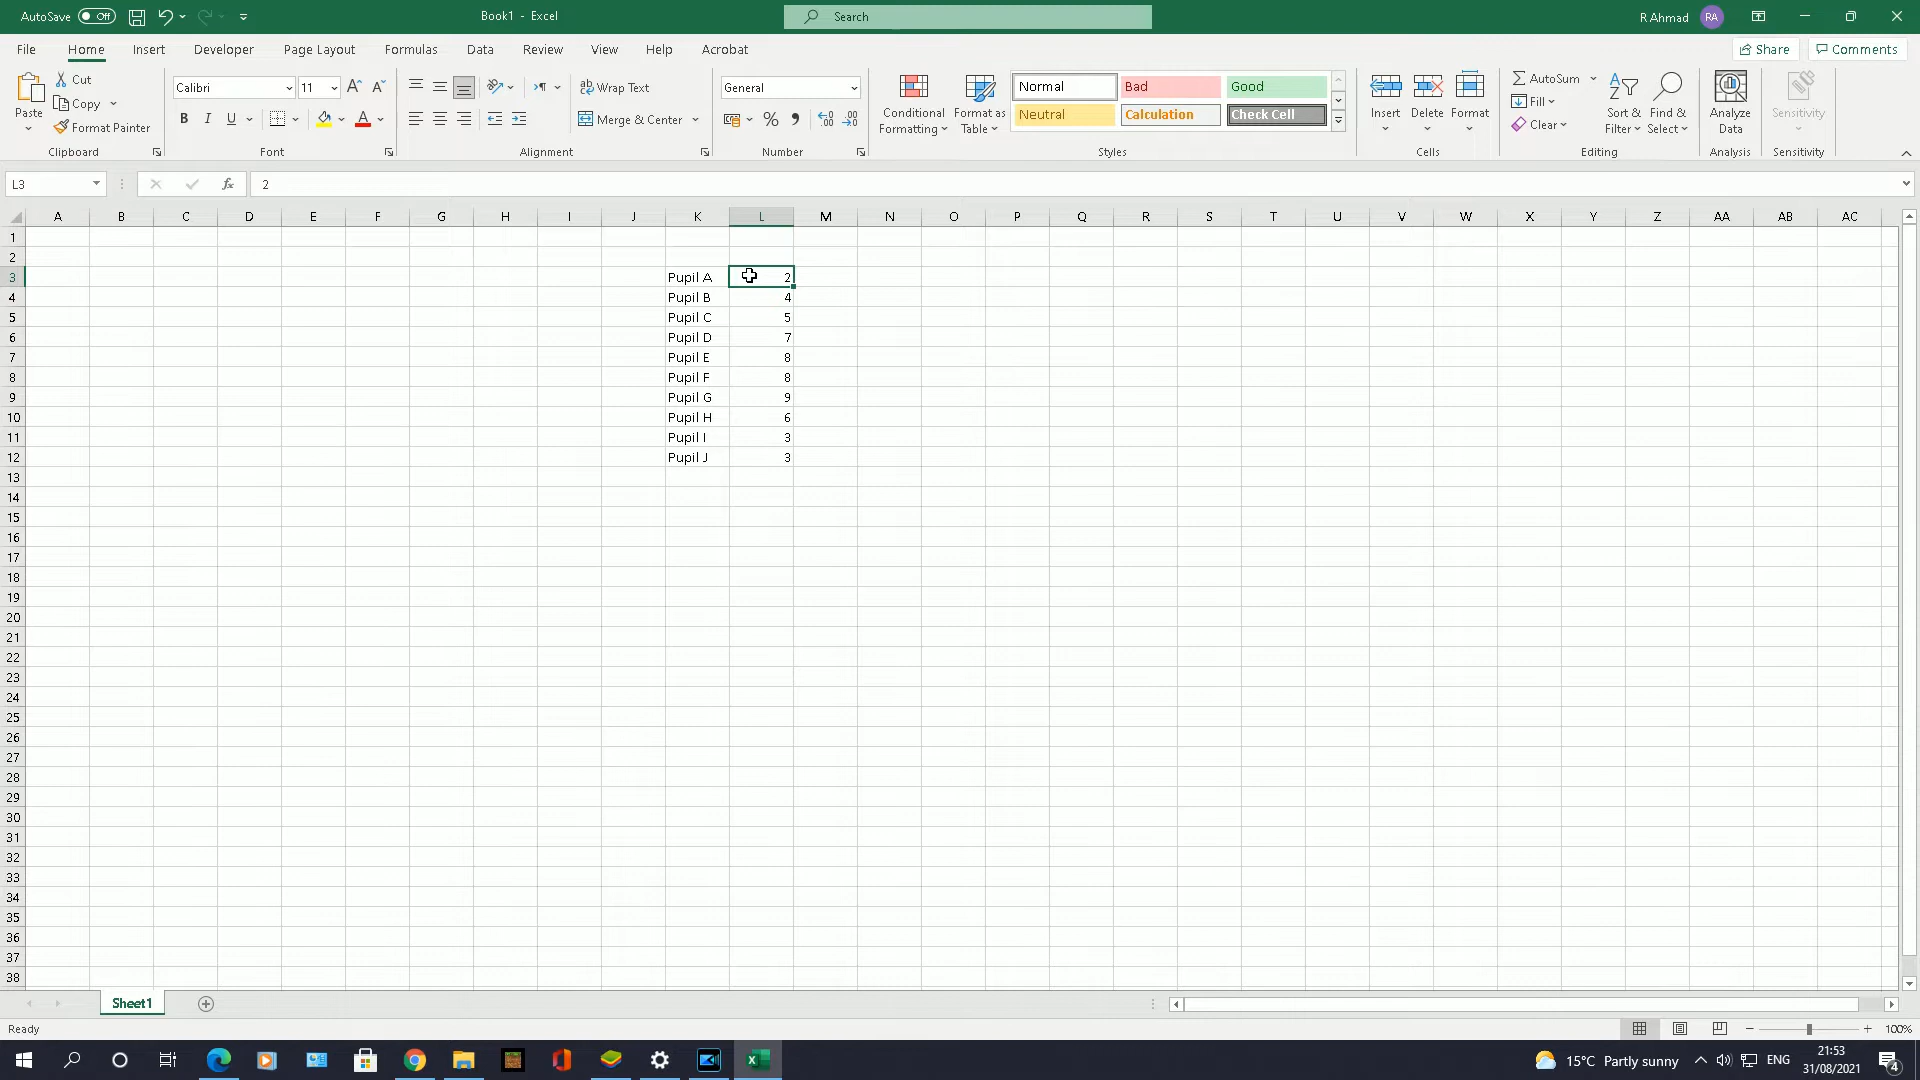 AutoSave Off Book1 - Excel Search R Ahmad RA
File Home Insert Developer Page Layout Formulas Data Review View Help Acrobat Share Comments
Paste Cut Copy Format Painter Clipboard
Calibri 11 B I U Font
Wrap Text Merge & Center Alignment
General % Number
Conditional Formatting Format as Table Normal Bad Good Neutral Calculation Check Cell Styles
Insert Delete Format Cells
AutoSum Fill Clear Sort & Filter Find & Select Editing
Analyze Data Analysis
Sensitivity Sensitivity
L3 fx 2
A B C D E F G H I J K L M N O P Q R S T U V W X Y Z AA AB AC
1
2
3 Pupil A 2
4 Pupil B 4
5 Pupil C 5
6 Pupil D 7
7 Pupil E 8
8 Pupil F 8
9 Pupil G 9
10 Pupil H 6
11 Pupil I 3
12 Pupil J 3
13
14
15
16
17
18
19
20
21
22
23
24
25
26
27
28
29
30
31
32
33
34
35
36
37
38
Sheet1
Ready 100%
15°C Partly sunny ENG 21:53
31/08/2021 4